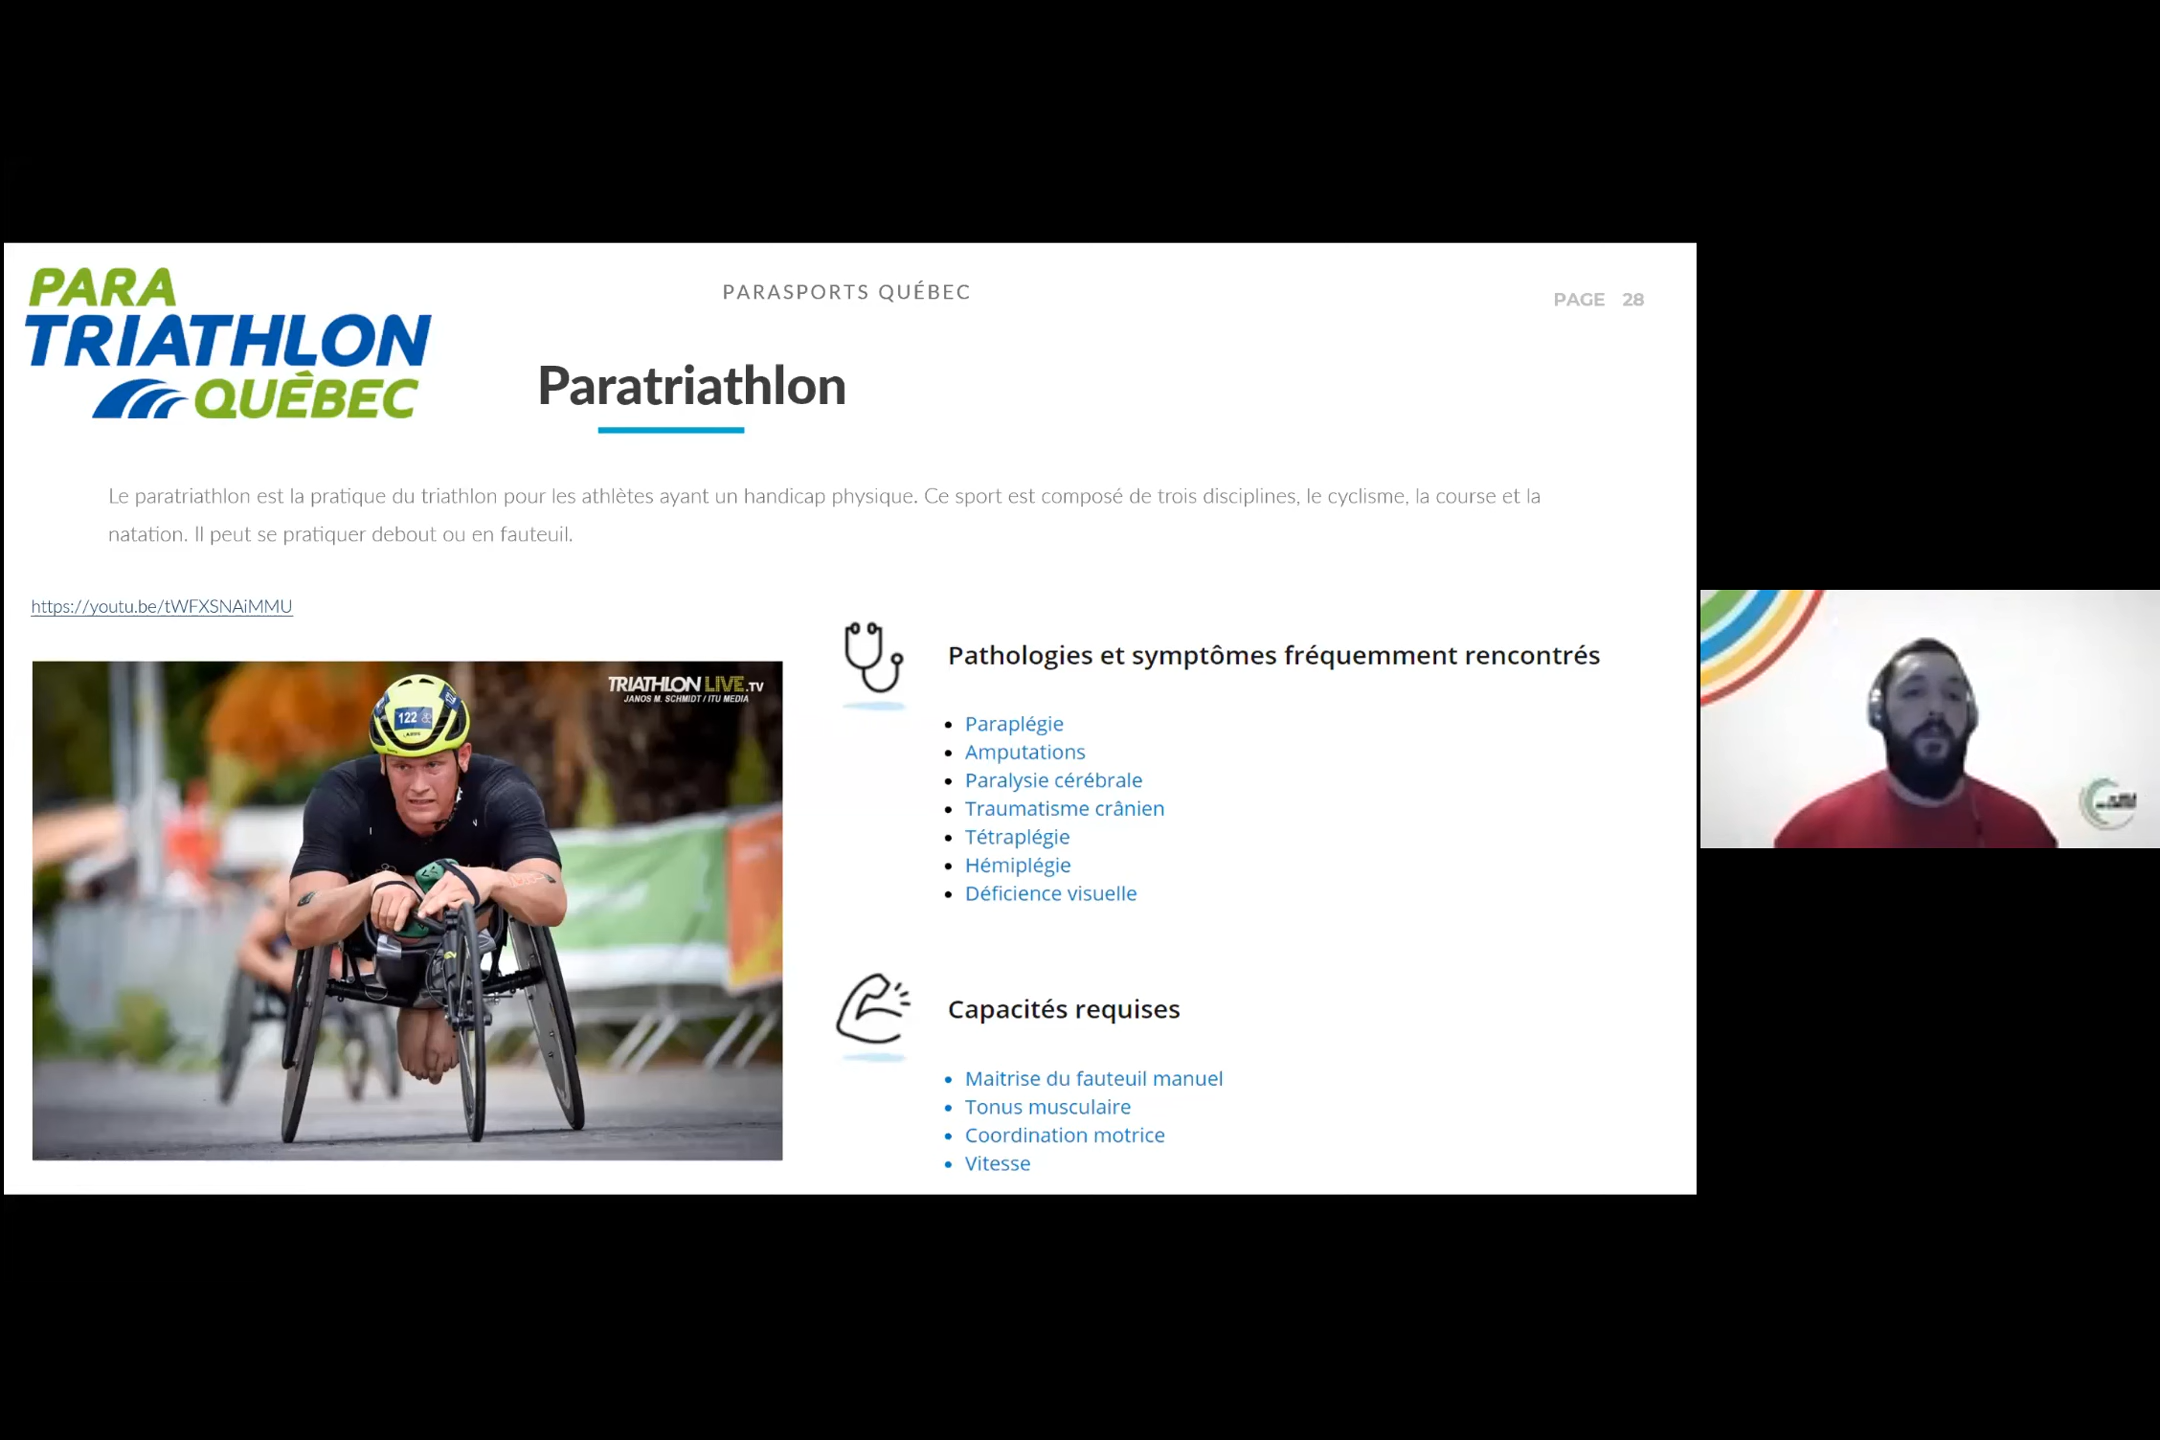 PARA
TRIATHLON
QUÉBEC
PARASPORTS QUÉBEC
PAGE 28
Paratriathlon
Le paratriathlon est la pratique du triathlon pour les athlètes ayant un handicap physique. Ce sport est composé de trois disciplines, le cyclisme, la course et la
natation. Il peut se pratiquer debout ou en fauteuil.
https://youtu.be/tWFXSNAiMMU
TRIATHLON LIVE.TV
JANOS M. SCHMIDT / ITU MEDIA
122
Pathologies et symptômes fréquemment rencontrés
• Paraplégie
• Amputations
• Paralysie cérébrale
• Traumatisme crânien
• Tétraplégie
• Hémiplégie
• Déficience visuelle
Capacités requises
• Maitrise du fauteuil manuel
• Tonus musculaire
• Coordination motrice
• Vitesse